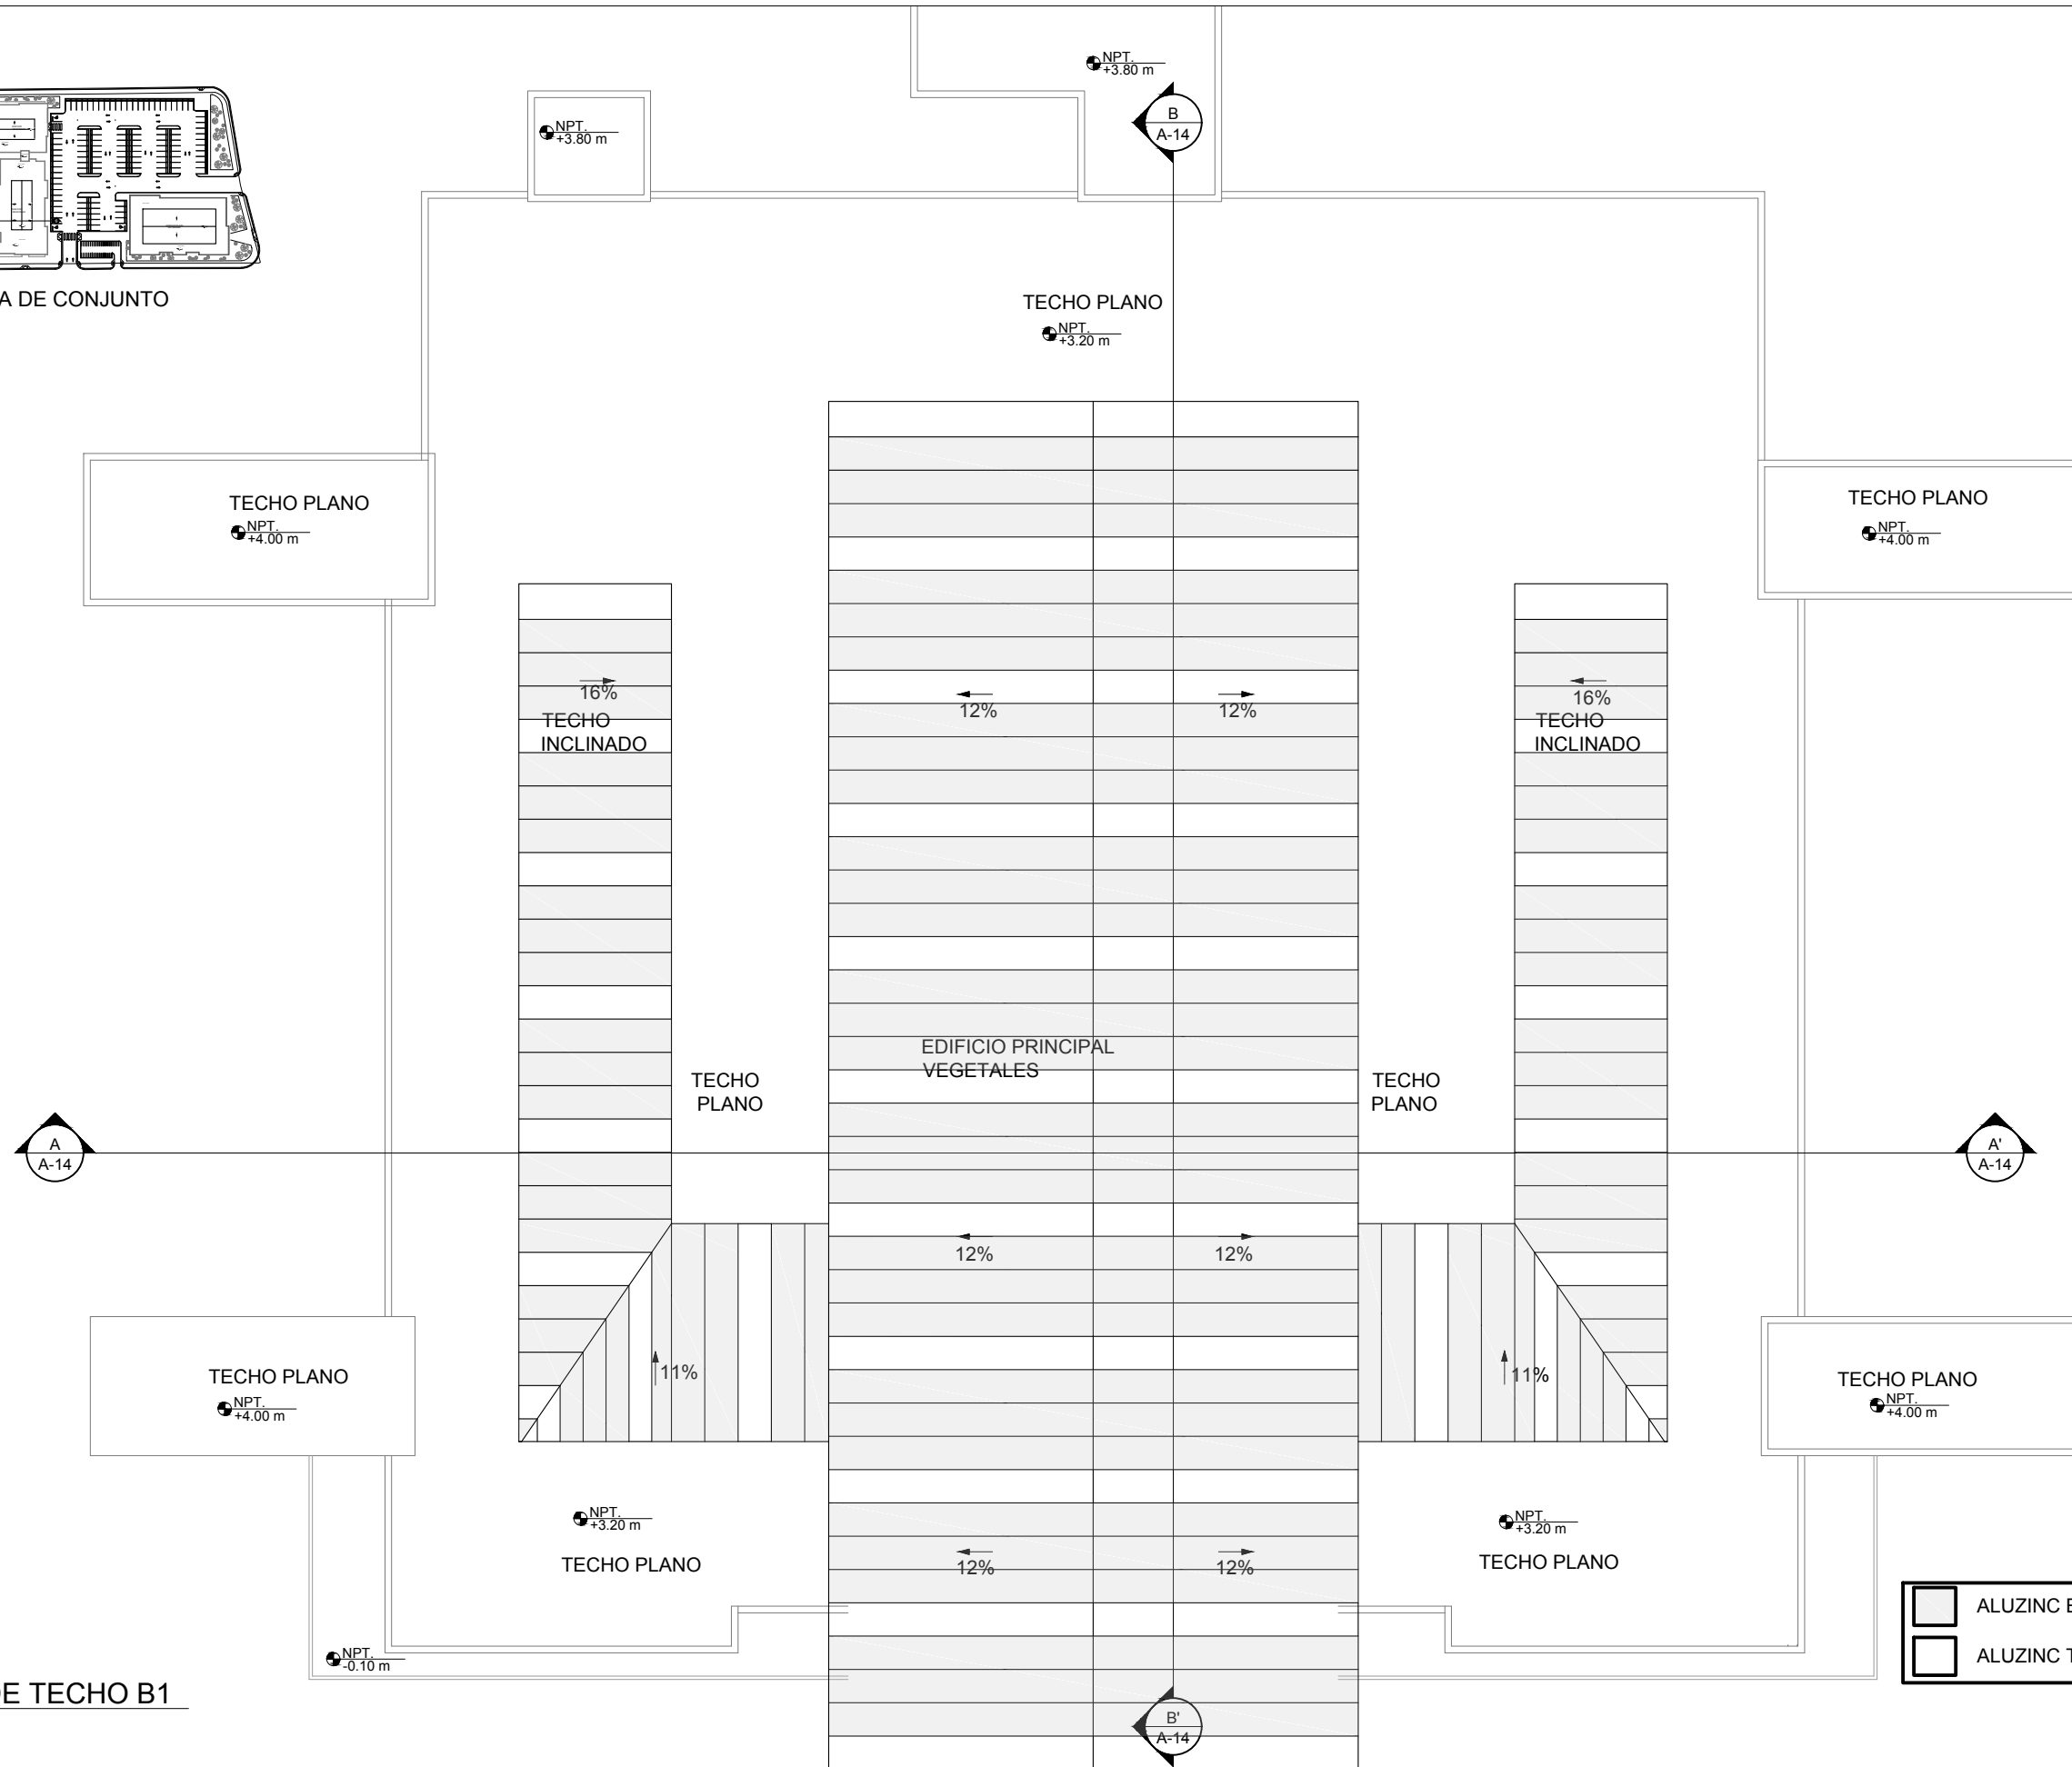 NPT.
+3.80 m
B
A-14
NPT.
+3.80 m
A DE CONJUNTO
TECHO PLANO
NPT.
+3.20 m
TECHO PLANO
NPT.
+4.00 m
TECHO PLANO
NPT.
+4.00 m
16%
TECHO
INCLINADO
12%
12%
16%
TECHO
INCLINADO
EDIFICIO PRINCIPAL
VEGETALES
TECHO
PLANO
TECHO
PLANO
A
A-14
A'
A-14
12%
12%
11%
11%
TECHO PLANO
NPT.
+4.00 m
TECHO PLANO
NPT.
+4.00 m
NPT.
+3.20 m
TECHO PLANO
NPT.
+3.20 m
TECHO PLANO
12%
12%
ALUZINC
ALUZINC
NPT.
-0.10 m
DE TECHO B1
B'
A-14